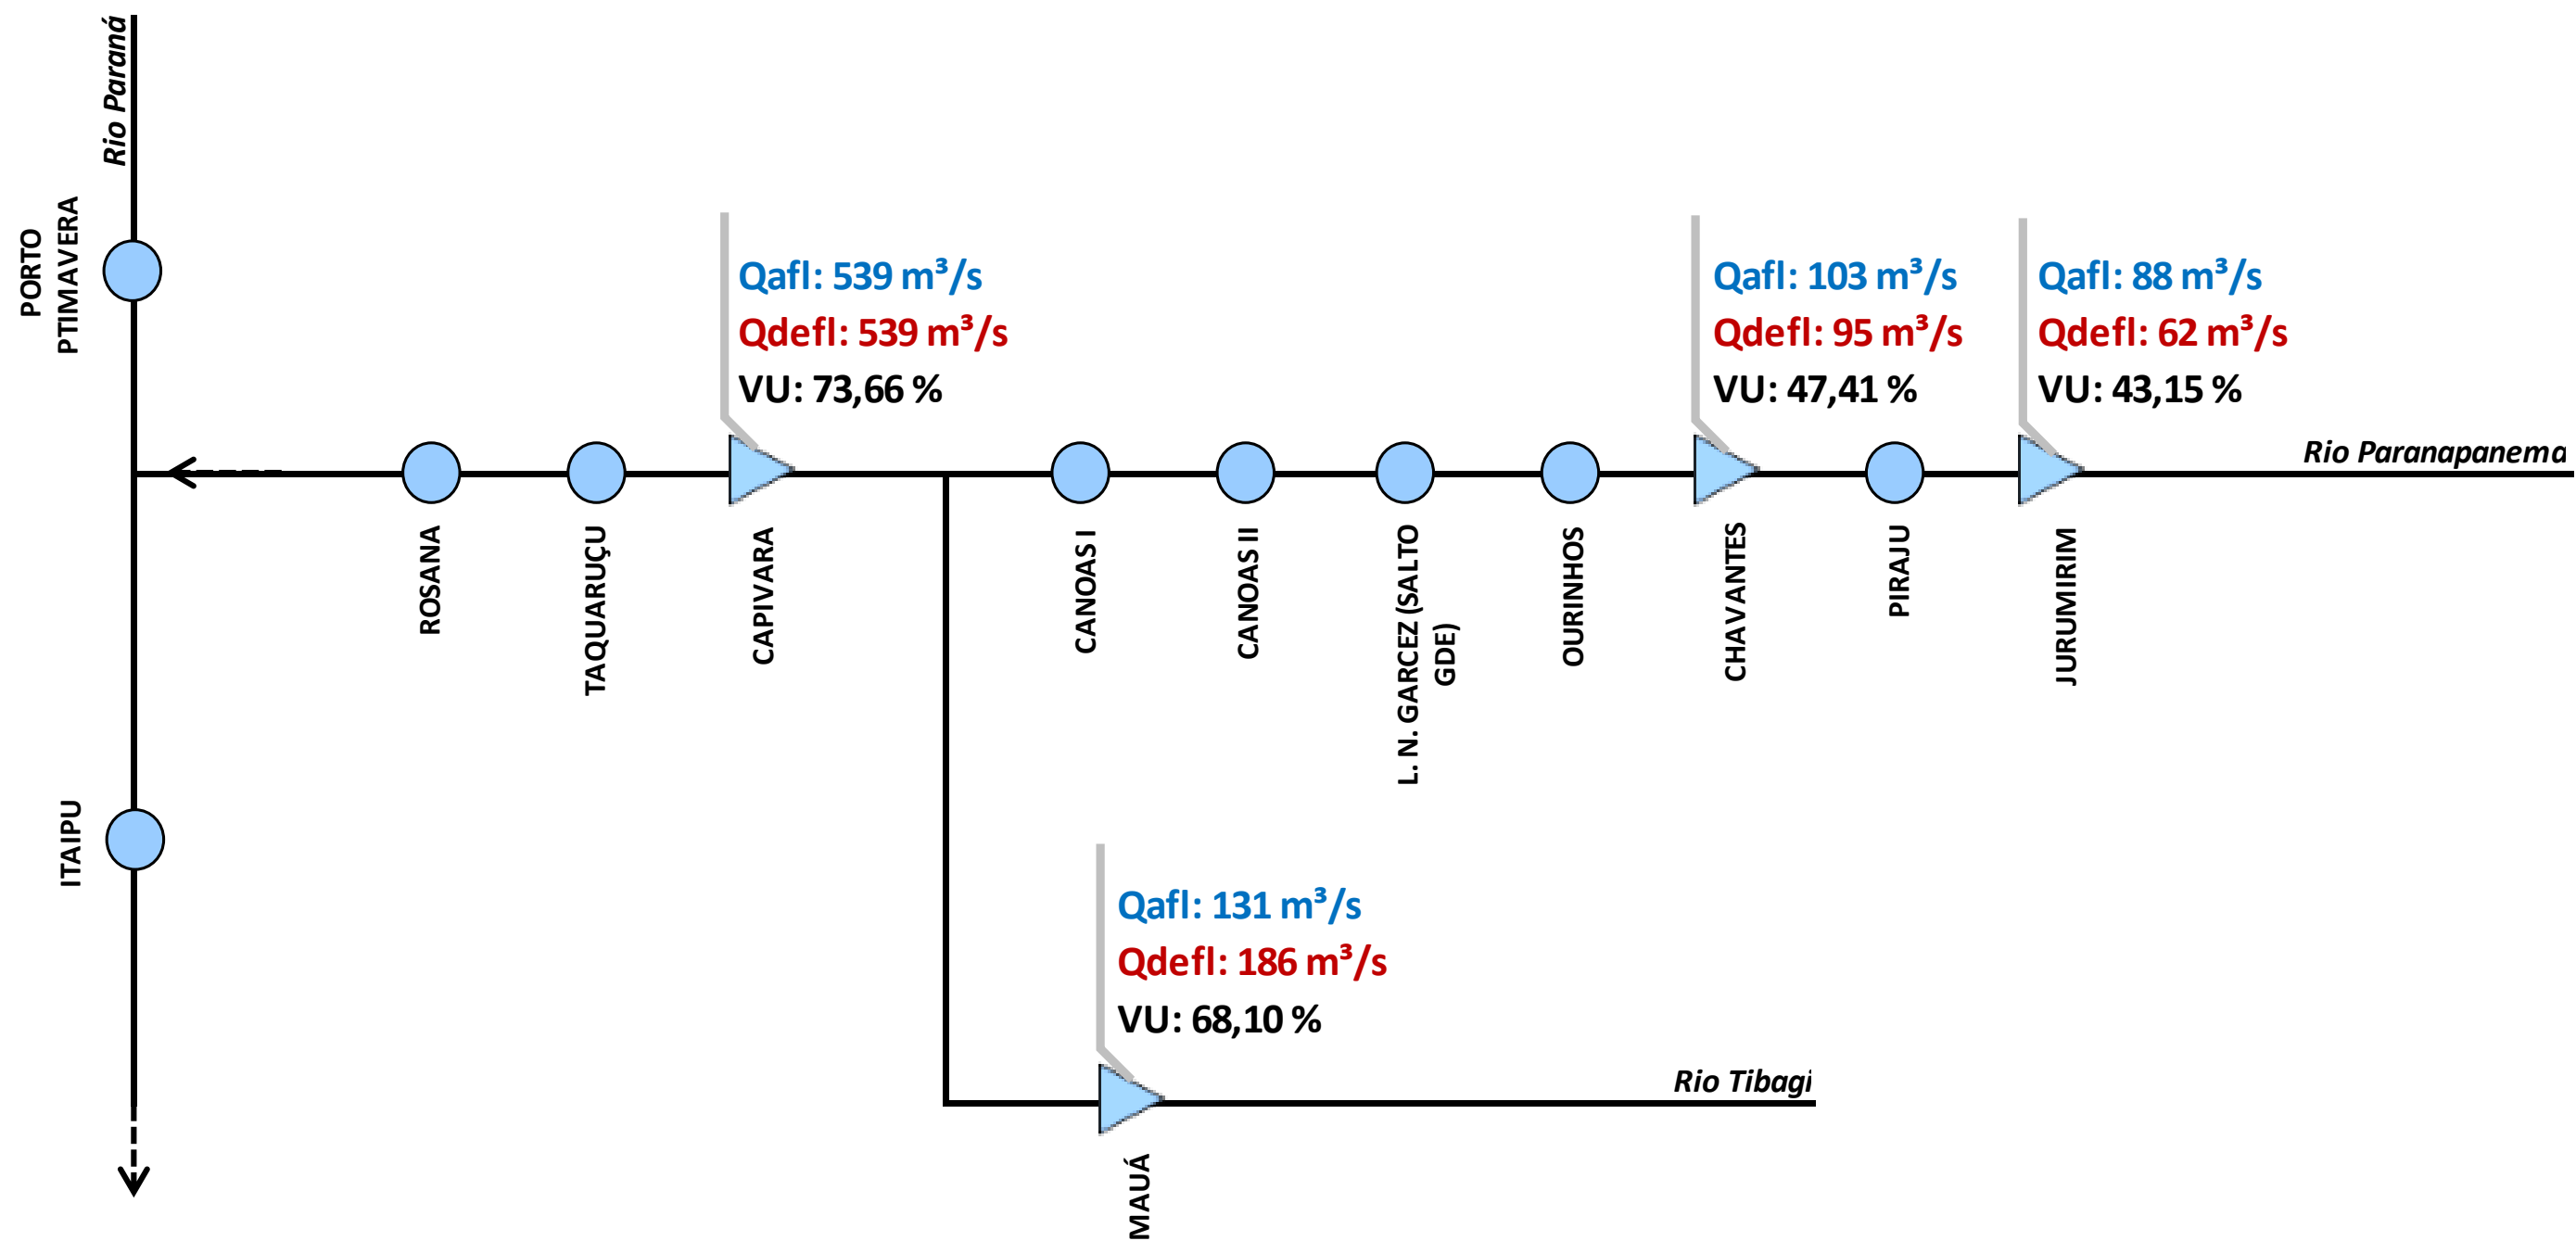 Rio Paraná
PORTO
PTIMAVERA
Qafl: 539 m³/s
Qdefl: 539 m³/s
VU: 73,66 %
Qafl: 103 m³/s
Qdefl: 95 m³/s
VU: 47,41 %
Qafl: 88 m³/s
Qdefl: 62 m³/s
VU: 43,15 %
Rio Paranapanema
ROSANA
TAQUARUÇU
CAPIVARA
CANOAS I
CANOAS II
L. N. GARCEZ (SALTO
GDE)
OURINHOS
CHAVANTES
PIRAJU
JURUMIRIM
ITAIPU
Qafl: 131 m³/s
Qdefl: 186 m³/s
VU: 68,10 %
Rio Tibagi
MAUÁ